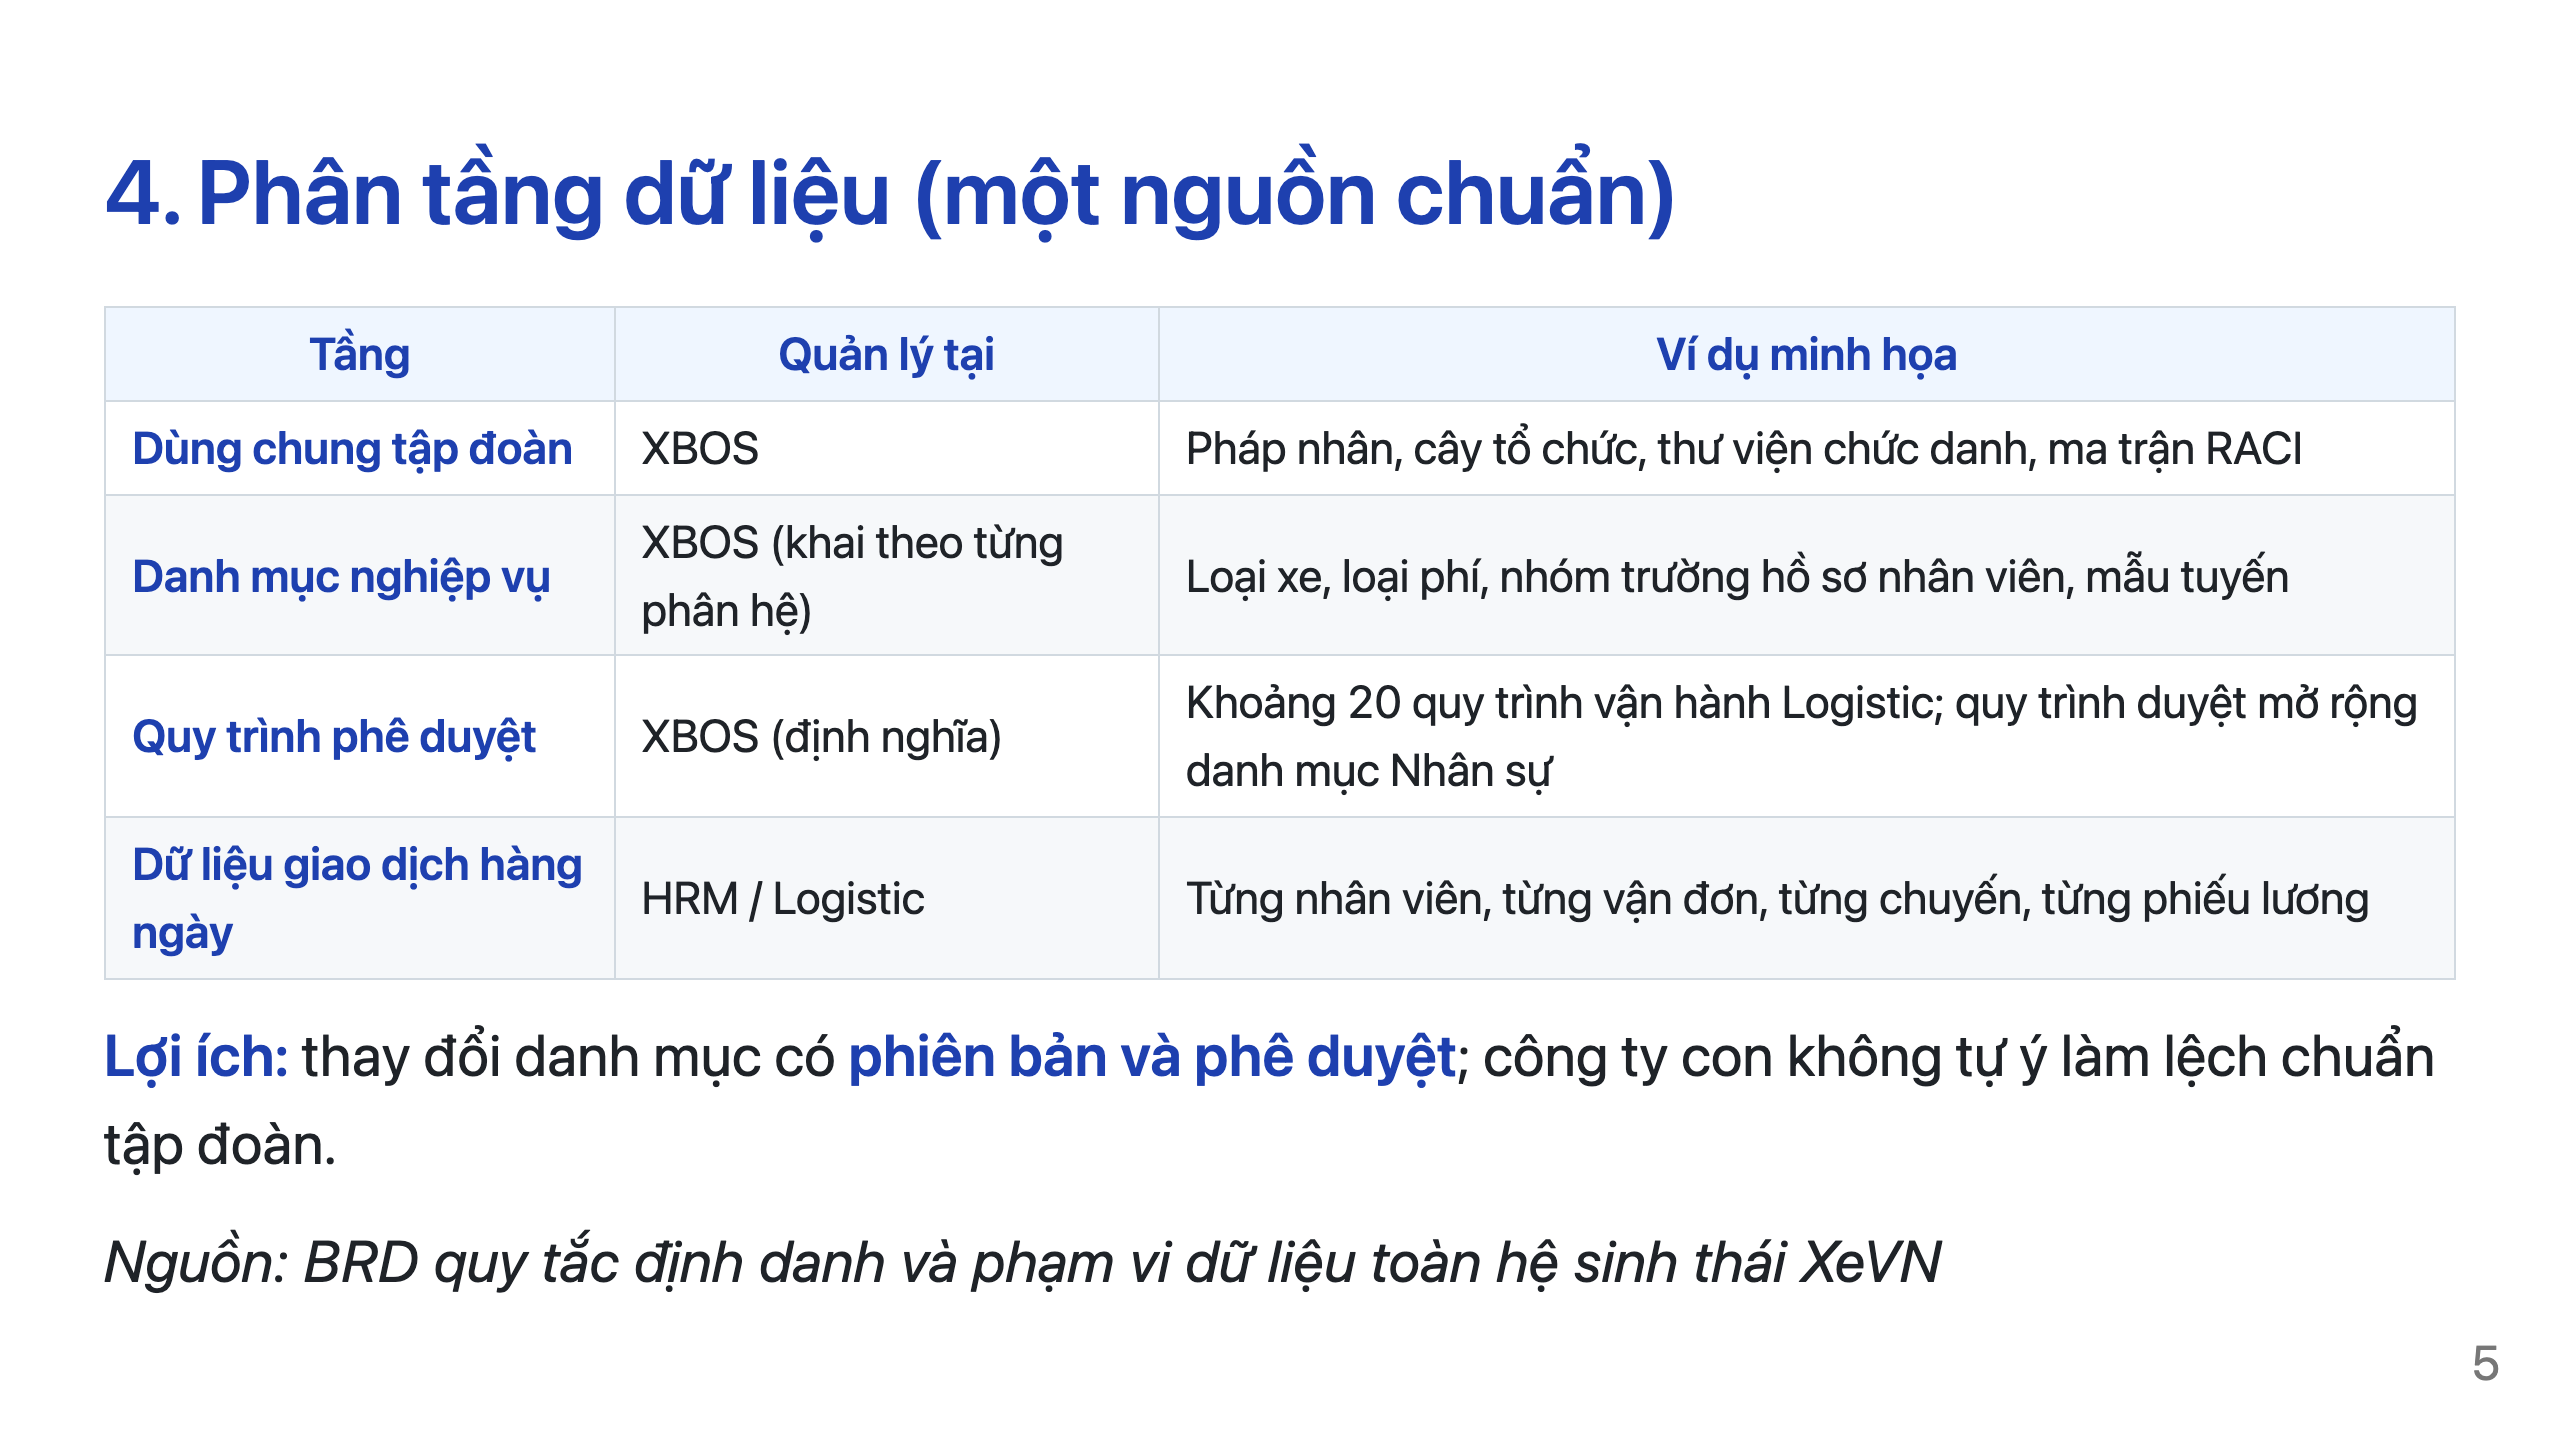 4. Phân tầng dữ liệu (một nguồn chuẩn)
Tầng
Quản lý tại
Ví dụ minh họa
Dùng chung tập đoàn
XBOS
Pháp nhân, cây tổ chức, thư viện chức danh, ma trận RACI
Danh mục nghiệp vụ
XBOS (khai theo từng
phân hệ)
Loại xe, loại phí, nhóm trường hồ sơ nhân viên, mẫu tuyến
Quy trình phê duyệt
XBOS (định nghĩa)
Khoảng 20 quy trình vận hành Logistic; quy trình duyệt mở rộng
danh mục Nhân sự
Dữ liệu giao dịch hàng
ngày
HRM / Logistic
Từng nhân viên, từng vận đơn, từng chuyến, từng phiếu lương
Lợi ích: thay đổi danh mục có phiên bản và phê duyệt; công ty con không tự ý làm lệch chuẩn
tập đoàn.
Nguồn: BRD quy tắc định danh và phạm vi dữ liệu toàn hệ sinh thái XeVN
5